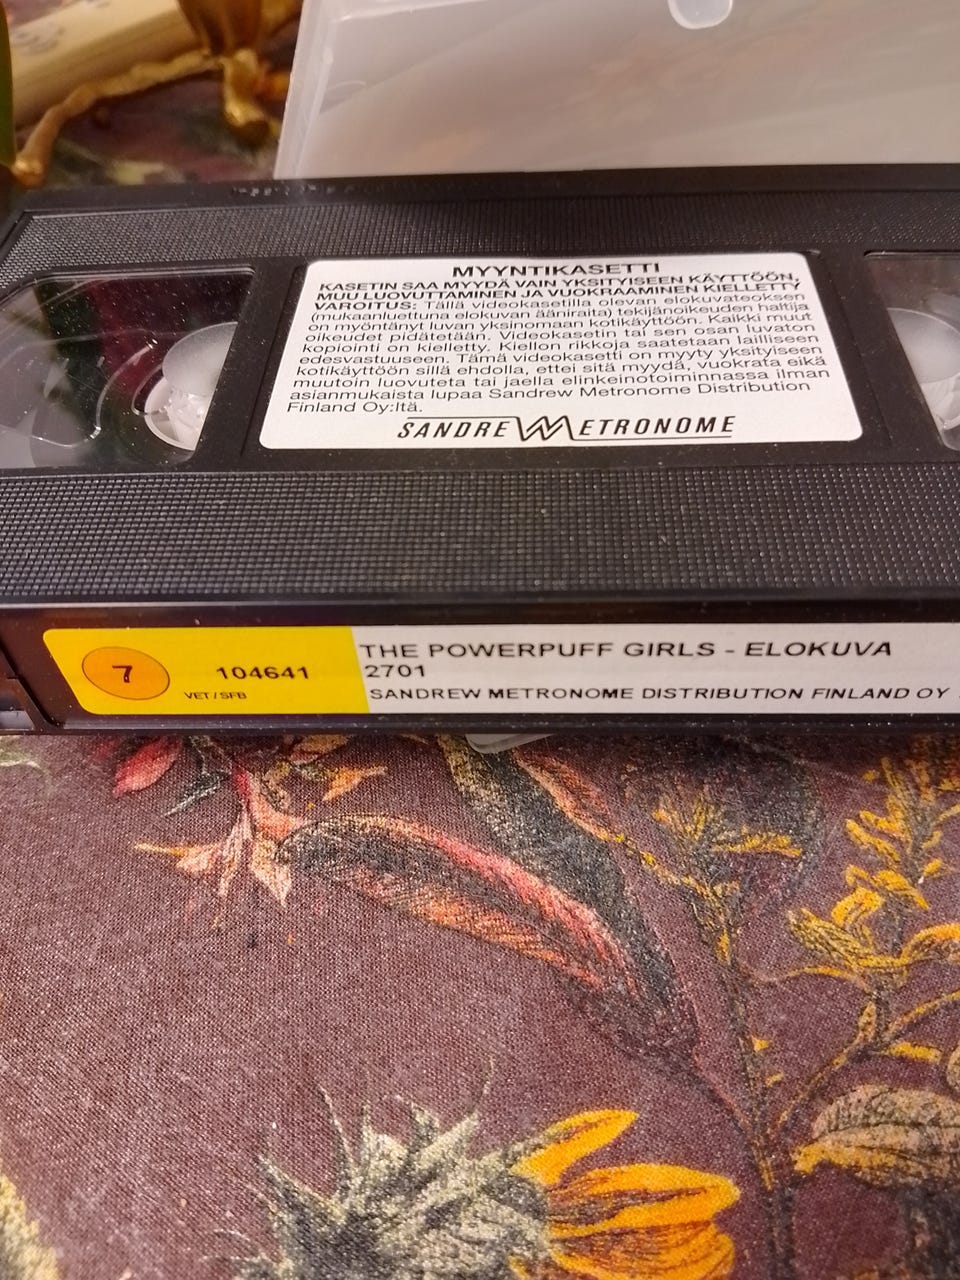 MYYNTIKASETTI
KASETIN SAA MYYDÄ VAIN YKSITYISEEN KÄYTTÖÖN,
MUU LUOVUTTAMINEN JA VUOKRAAMINEN KIELLETTY
VAROITUS: Tällä videokasetilla olevan elokuvateoksen
(mukaanluettuna elokuvan ääniraita) tekijänoikeuden haltija
on myöntänyt luvan yksinomaan kotikäyttöön. Kaikki muut
oikeudet pidätetään. Videokasetin tai sen osan luvaton
kopiointi on kielletty. Kiellon rikkoja saatetaan lailliseen
edesvastuuseen. Tämä videokasetti on myyty yksityiseen
kotikäyttöön sillä ehdolla, ettei sitä myydä, vuokrata eikä
muutoin luovuteta tai jaella elinkeinotoiminnassa ilman
asianmukaista lupaa Sandrew Metronome Distribution
Finland Oy:ltä.
SANDREW METRONOME
7 104641
VET / SFB
THE POWERPUFF GIRLS - ELOKUVA
2701
SANDREW METRONOME DISTRIBUTION FINLAND OY